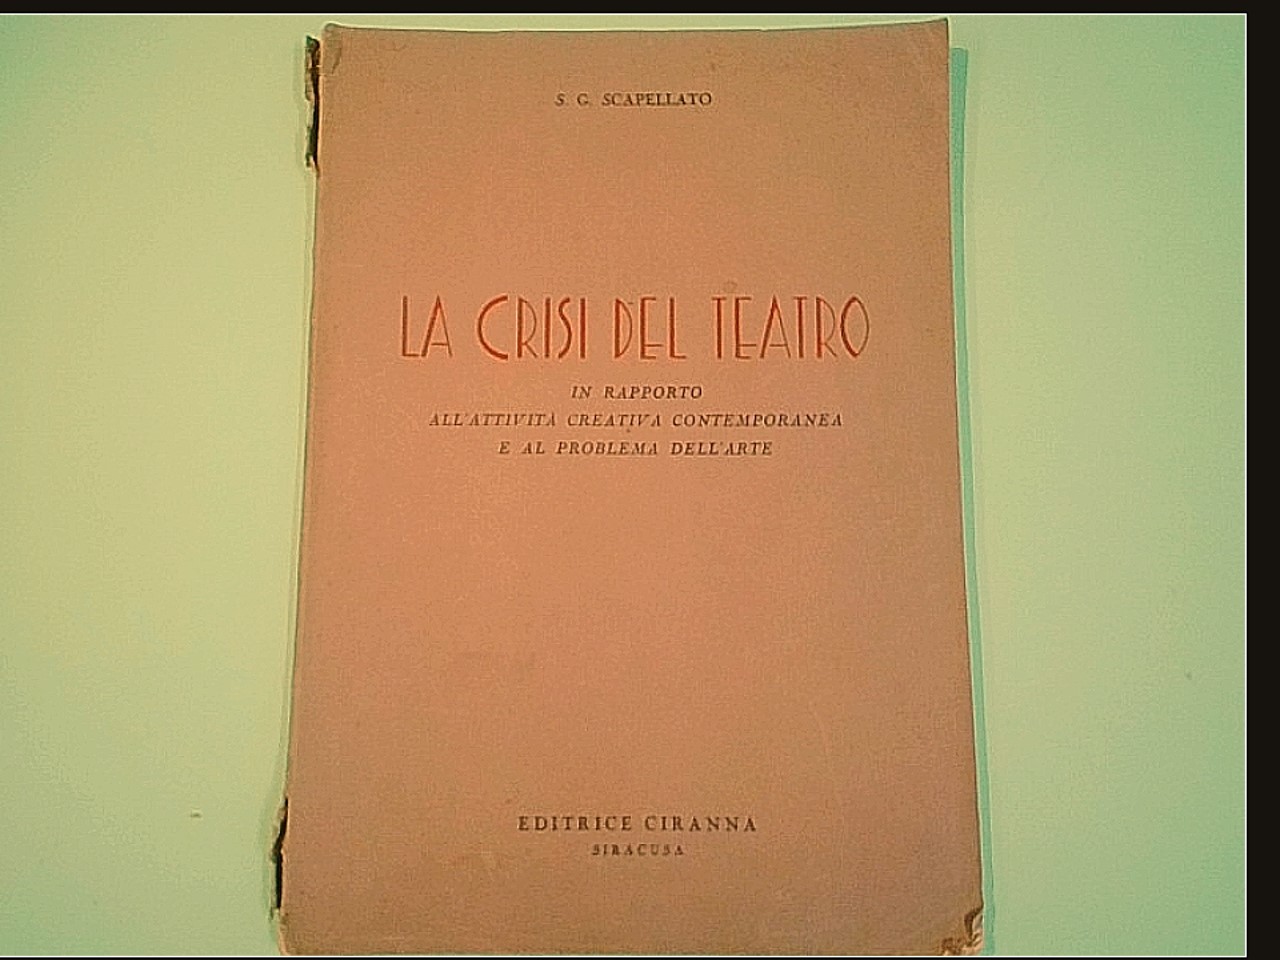 S. G. SCAPELLATO
LA CRISI DEL TEATRO
IN RAPPORTO
ALL'ATTIVITÀ CREATIVA CONTEMPORANEA
E AL PROBLEMA DELL'ARTE
EDITRICE CIRANNA
SIRACUSA